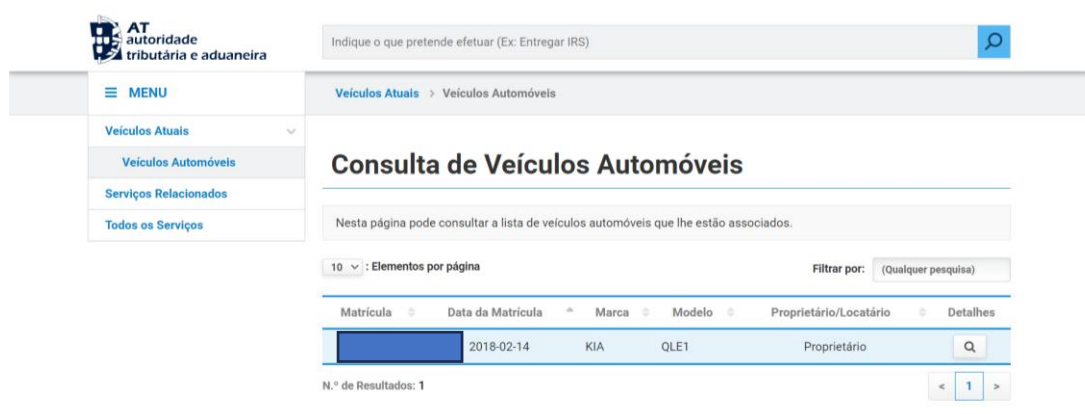 AT
autoridade
tributária e aduaneira
Indique o que pretende efetuar (Ex: Entregar IRS)
MENU
Veículos Atuais > Veículos Automóveis
Veículos Atuais
Veículos Automóveis
Serviços Relacionados
Todos os Serviços
Consulta de Veículos Automóveis
Nesta página pode consultar a lista de veículos automóveis que lhe estão associados.
10 : Elementos por página
Filtrar por: (Qualquer pesquisa)
Matrícula Data da Matrícula Marca Modelo Proprietário/Locatário Detalhes
2018-02-14 KIA QLE1 Proprietário
N.º de Resultados: 1
< 1 >